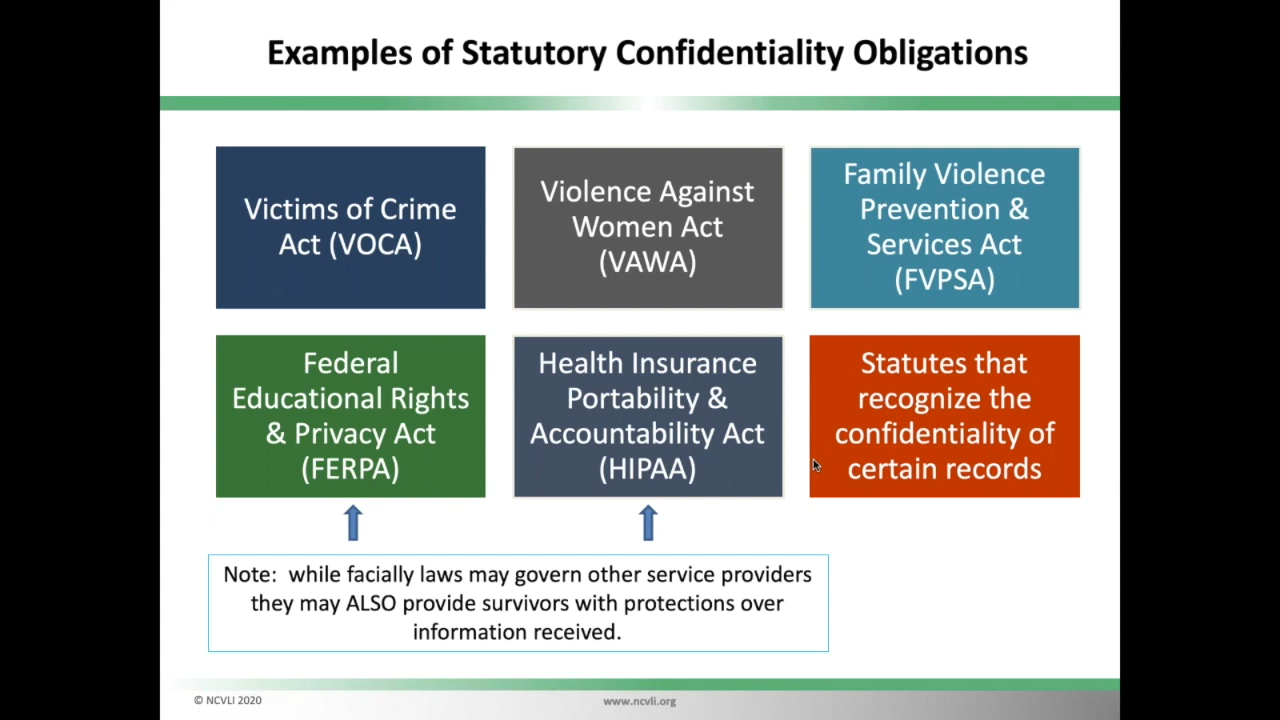 Examples of Statutory Confidentiality Obligations
Victims of Crime
Act (VOCA)
Violence Against
Women Act
(VAWA)
Family Violence
Prevention &
Services Act
(FVPSA)
Federal
Educational Rights
& Privacy Act
(FERPA)
Health Insurance
Portability &
Accountability Act
(HIPAA)
Statutes that
recognize the
confidentiality of
certain records
Note:  while facially laws may govern other service providers
they may ALSO provide survivors with protections over
information received.
© NCVLI 2020
www.ncvli.org